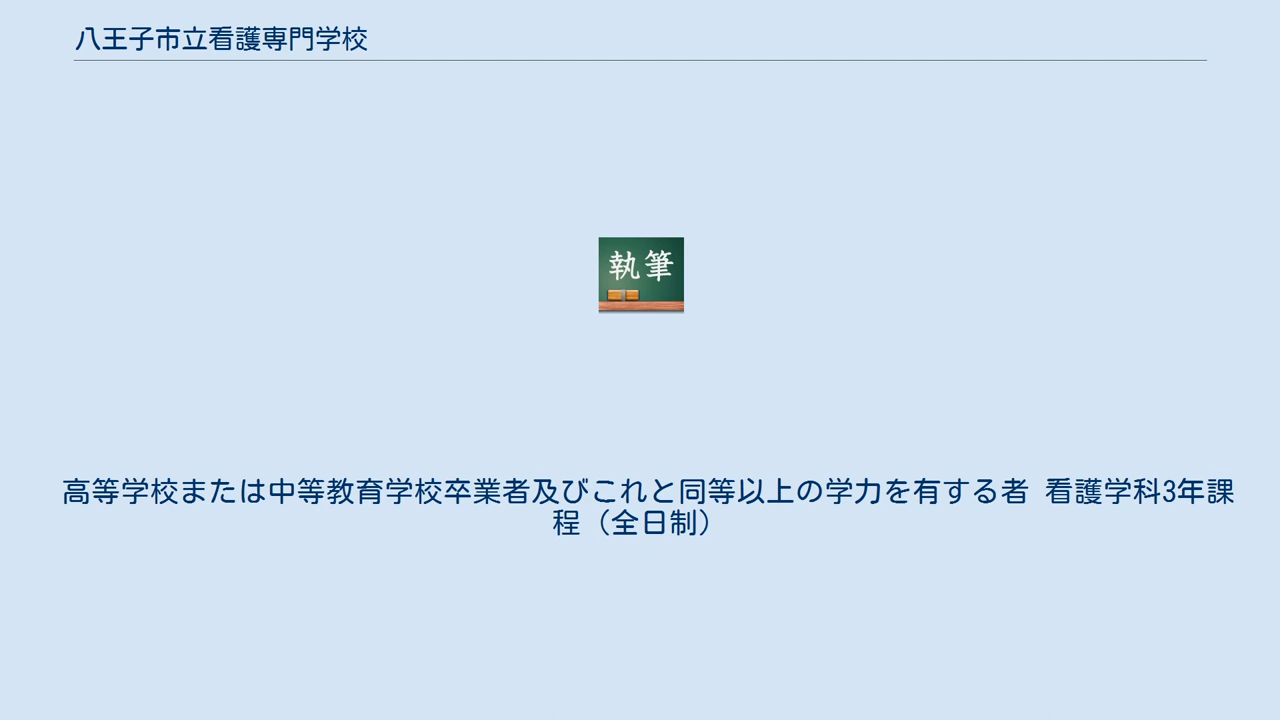 八王子市立看護専門学校
執筆
高等学校または中等教育学校卒業者及びこれと同等以上の学力を有する者 看護学科3年課
程（全日制）